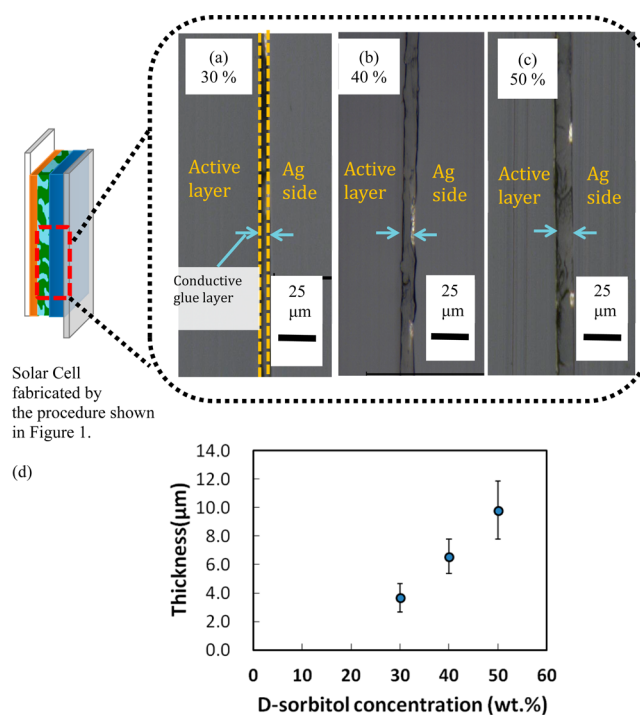 (a)
30 %
(b)
40 %
(c)
50 %
Active
layer
Ag
side
Active
layer
Ag
side
Active
layer
Ag
side
Conductive
glue layer
25
μm
25
μm
25
μm
Solar Cell
fabricated by
the procedure shown
in Figure 1.
(d)
14.0
12.0
10.0
8.0
6.0
4.0
2.0
0.0
Thickness(μm)
0
10
20
30
40
50
60
D-sorbitol concentration (wt.%)